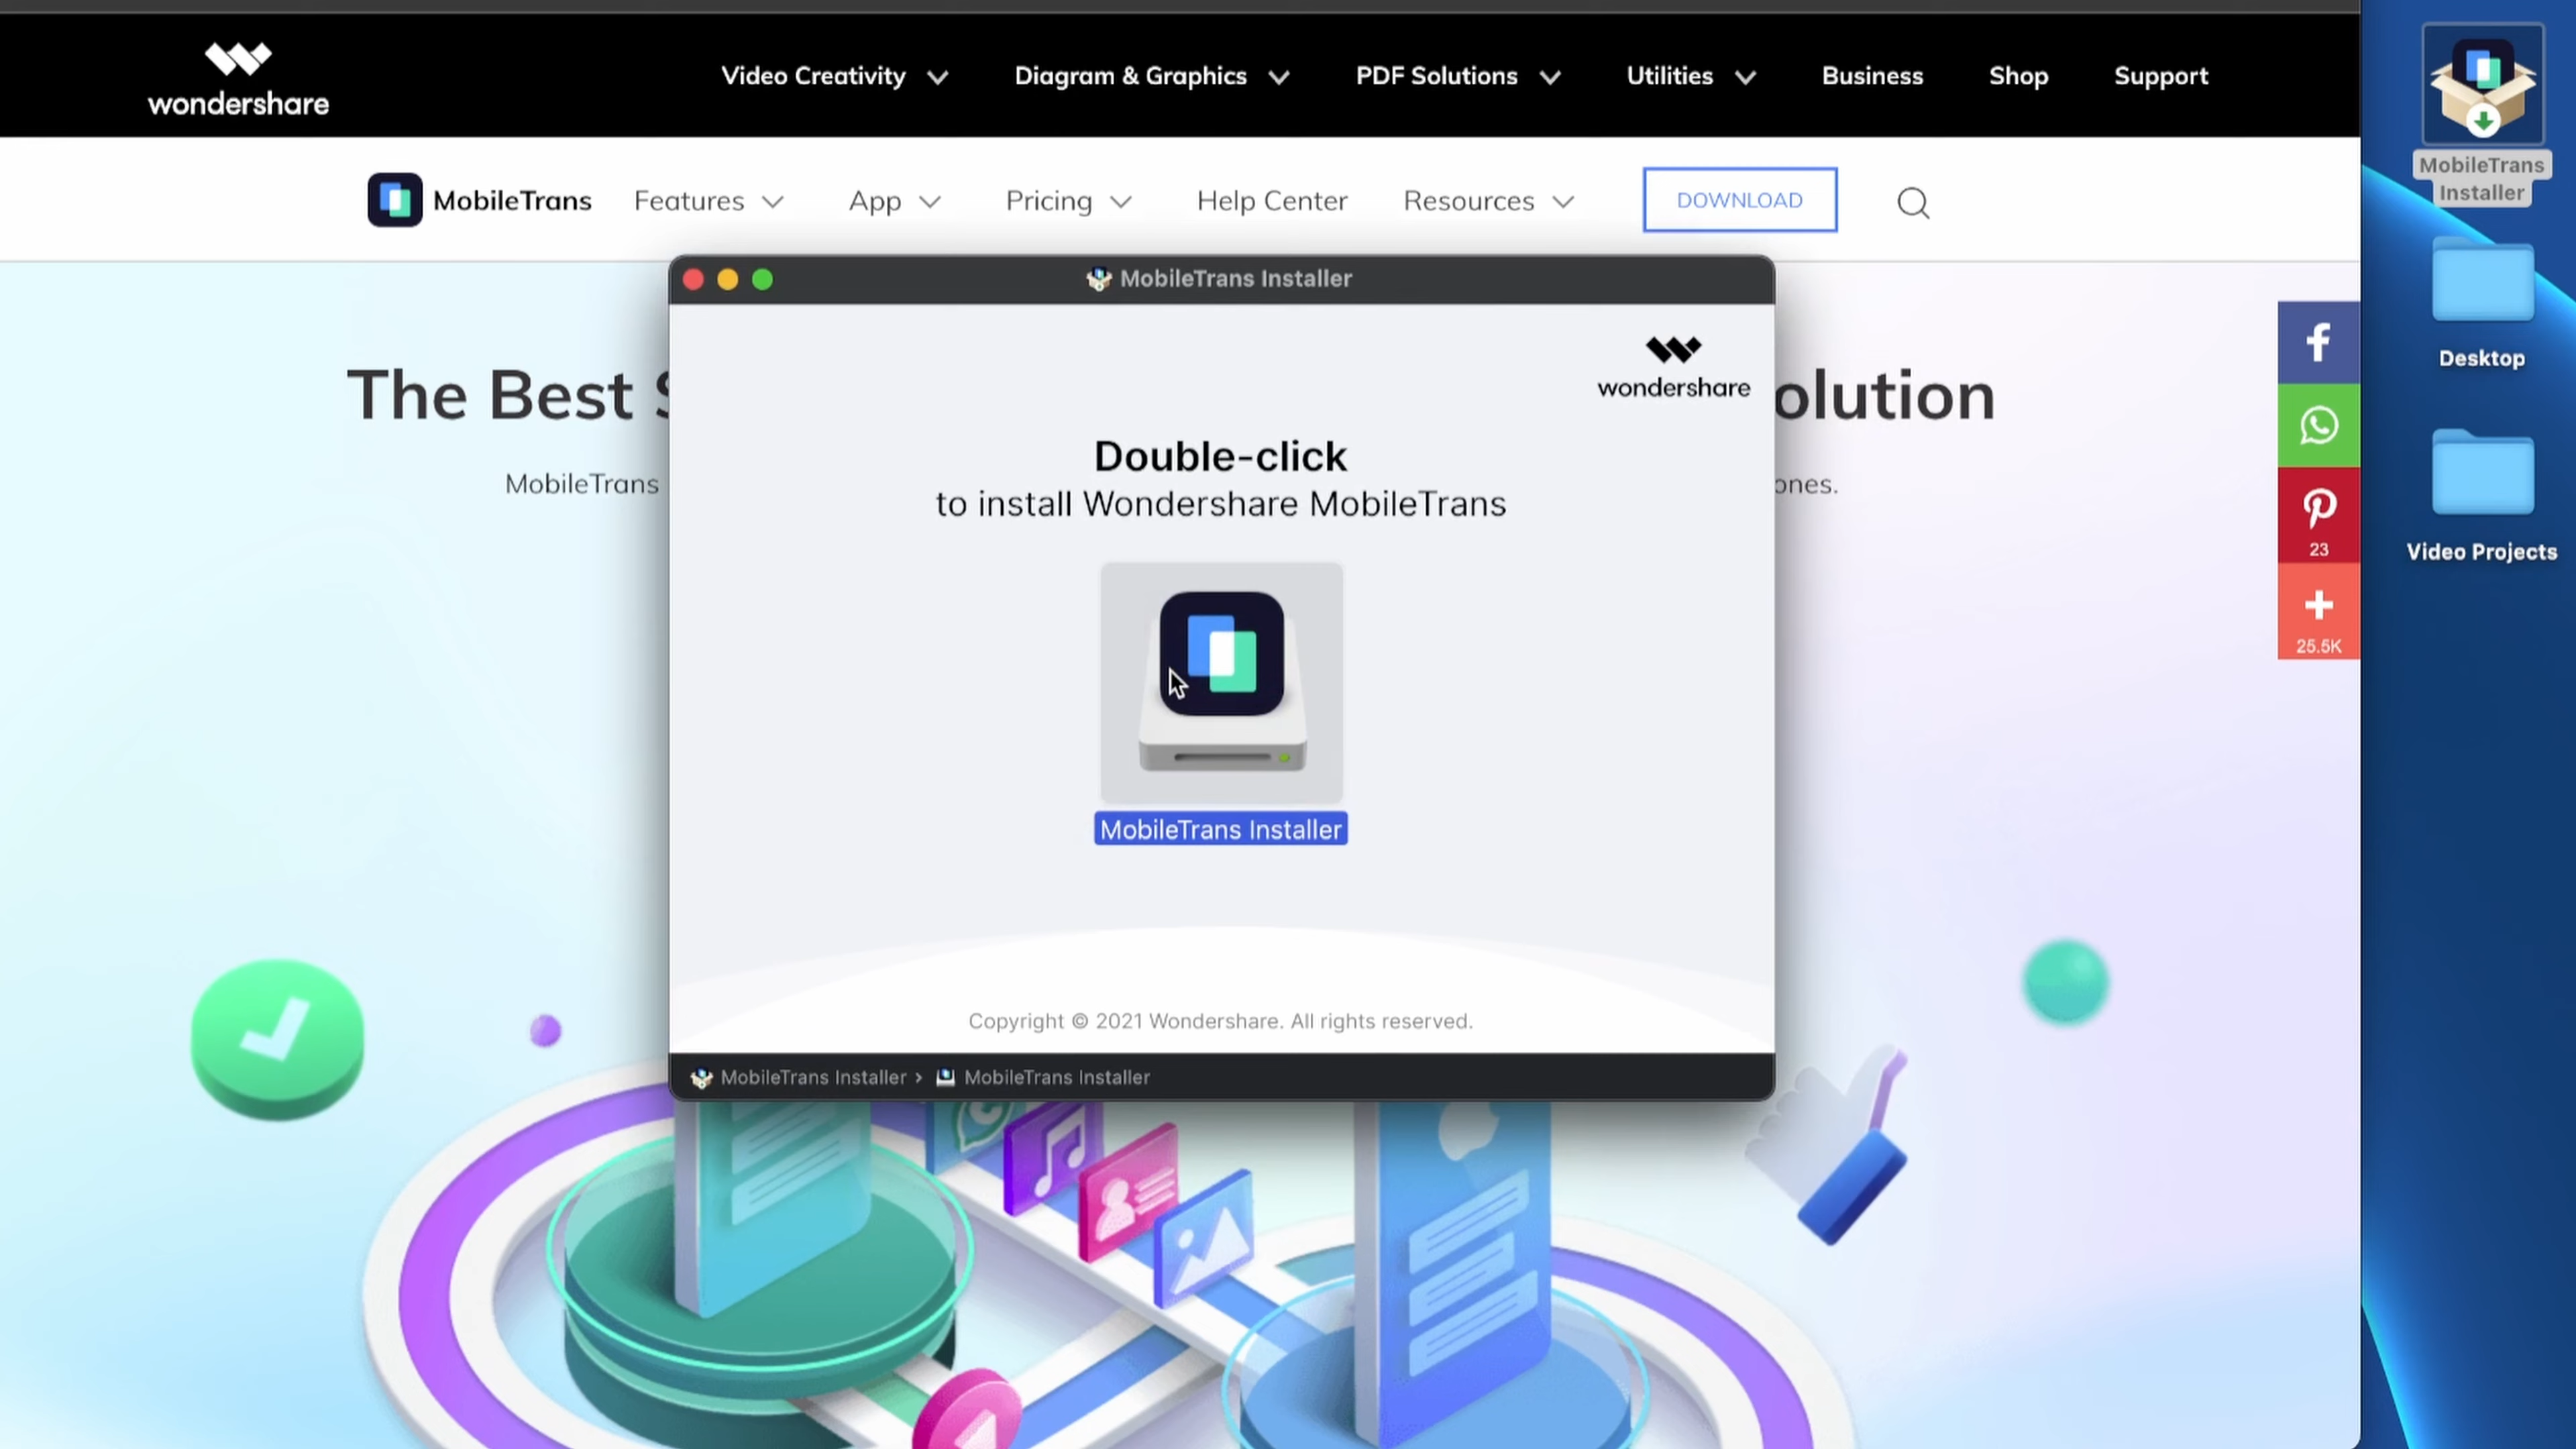 wondershare
Video Creativity
Diagram & Graphics
PDF Solutions
Utilities
Business
Shop
Support
MobileTrans
Installer
MobileTrans
Features
App
Pricing
Help Center
Resources
DOWNLOAD
MobileTrans Installer
wondershare
The Best
olution
Double-click
to install Wondershare MobileTrans
MobileTrans
ones.
MobileTrans Installer
Copyright © 2021 Wondershare. All rights reserved.
MobileTrans Installer › MobileTrans Installer
23
25.5K
Desktop
Video Projects